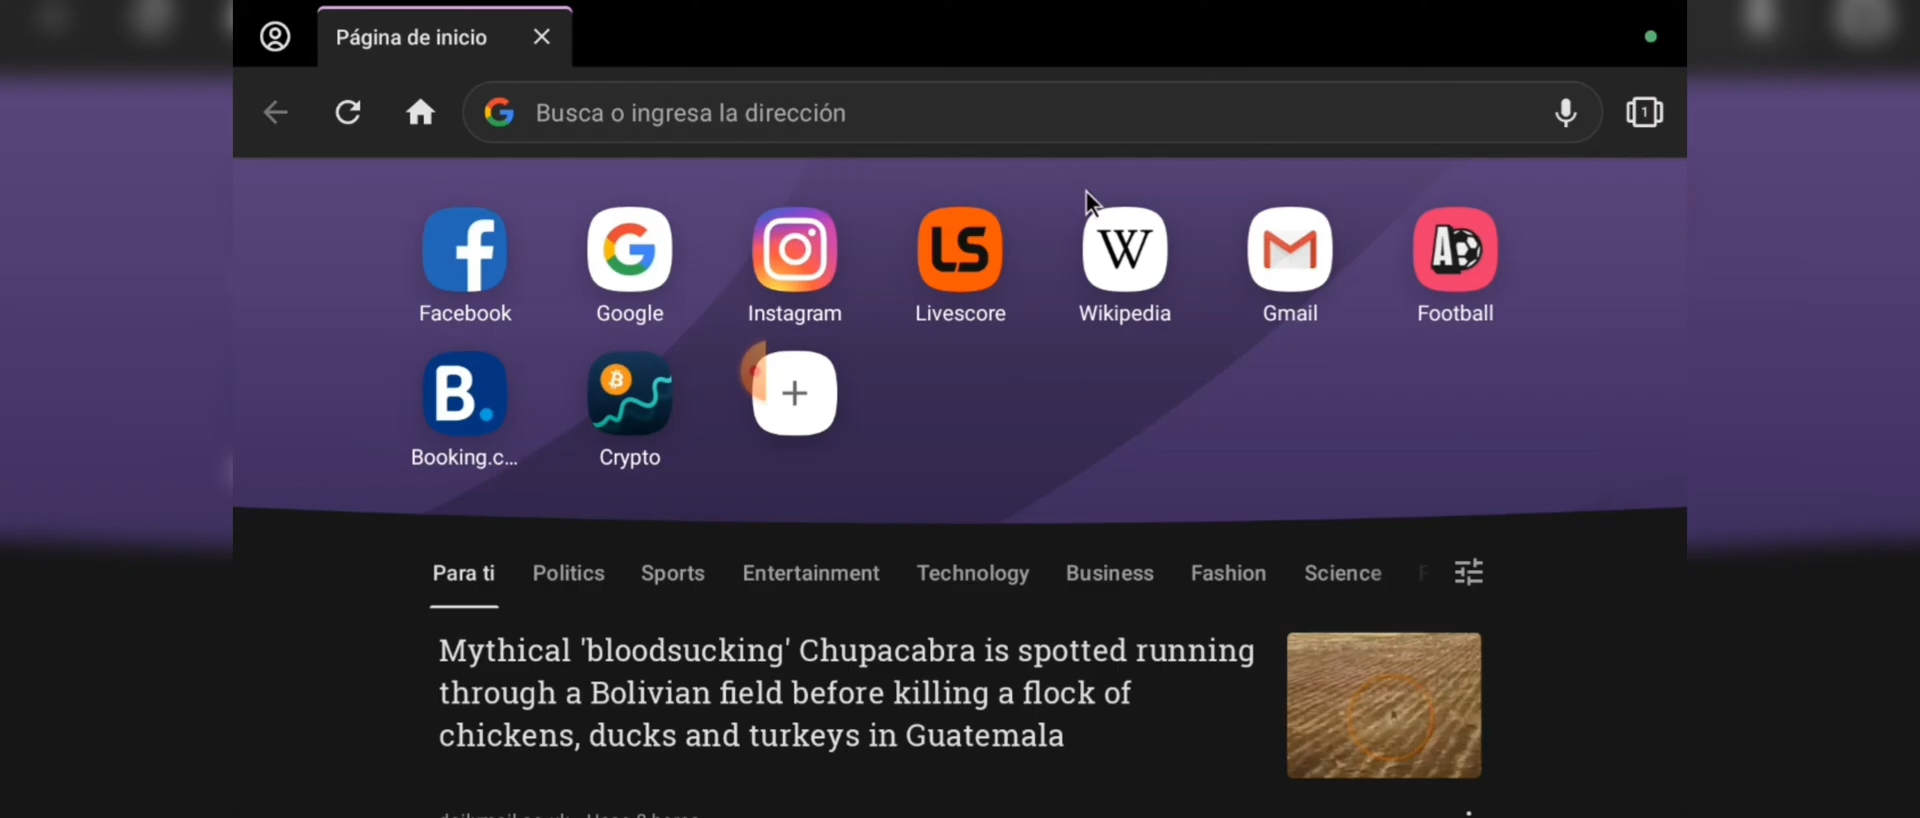 Página de inicio
Busca o ingresa la dirección
1
LS
W
A
Facebook
Google
Instagram
Livescore
Wikipedia
Gmail
Football
B.
Booking.c...
Crypto
Para ti
Politics
Sports
Entertainment
Technology
Business
Fashion
Science
Mythical 'bloodsucking' Chupacabra is spotted running
through a Bolivian field before killing a flock of
chickens, ducks and turkeys in Guatemala